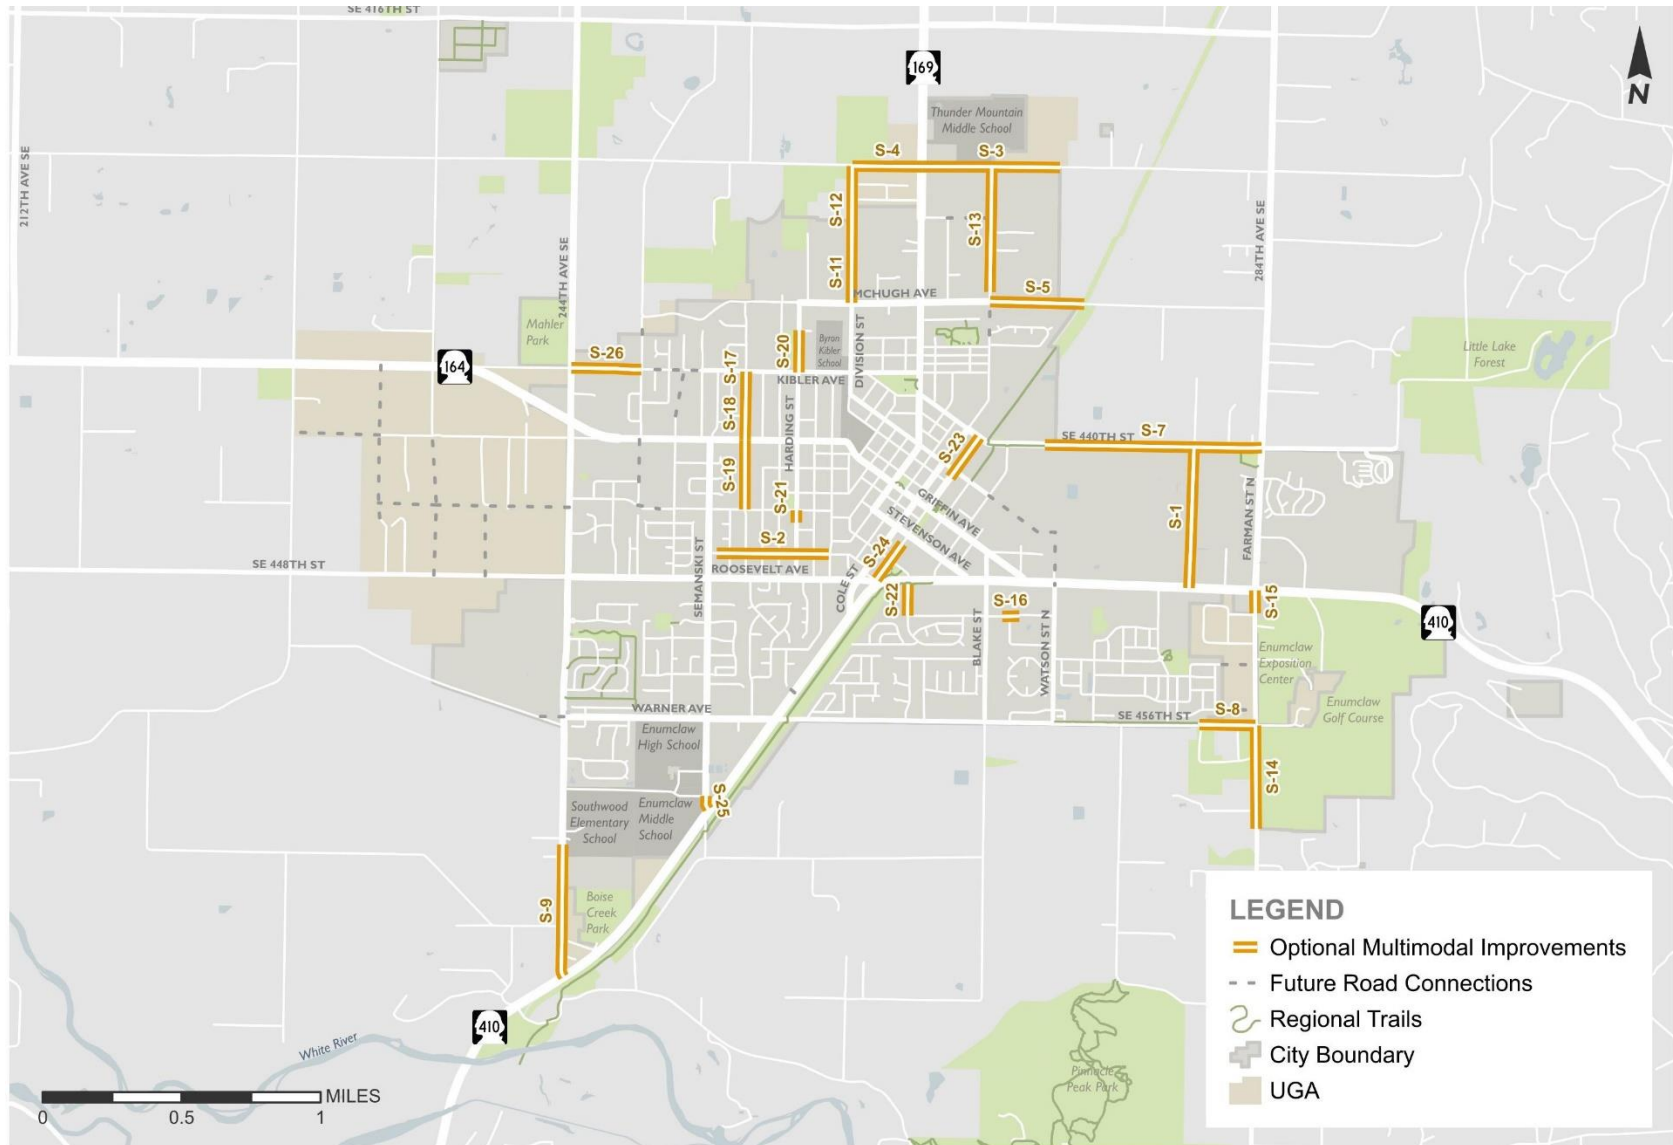 SE 416TH ST
169
N
Thunder Mountain
Middle School
S-4
S-3
212TH AVE SE
S-12
S-13
244TH AVE SE
284TH AVE SE
S-11
MCHUGH AVE
S-5
Mahler
Park
DIVISION ST
Byron
Kibler
School
S-20
Little Lake
Forest
164
S-26
S-17
KIBLER AVE
S-18
HARDING ST
SE 440TH ST
S-7
S-23
S-19
S-21
GRIFFIN AVE
STEVENSON AVE
S-1
FARMAN ST N
S-2
SEMANSKI ST
S-24
SE 448TH ST
ROOSEVELT AVE
COLE ST
S-22
S-16
S-15
410
BLAKE ST
WATSON ST N
Enumclaw
Exposition
Center
WARNER AVE
SE 456TH ST
S-8
Enumclaw
Golf Course
Enumclaw
High School
S-14
S-25
Southwood
Elementary
School
Enumclaw
Middle
School
S-9
Boise
Creek
Park
410
White River
Pinnacle
Peak Park
MILES
0
0.5
1
LEGEND
Optional Multimodal Improvements
Future Road Connections
Regional Trails
City Boundary
UGA